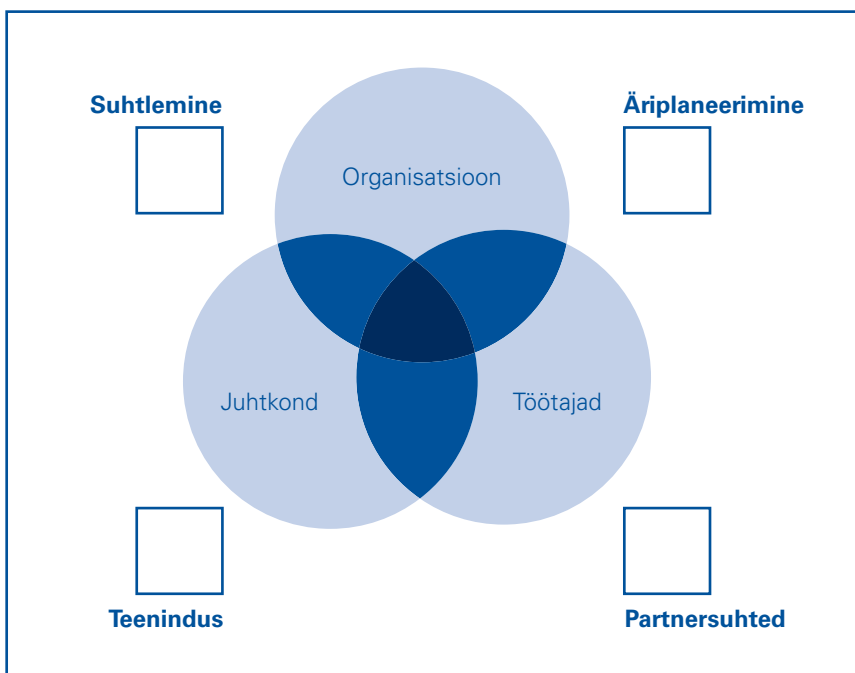 Suhtlemine
Äriplaneerimine
Organisatsioon
Juhtkond
Töötajad
Teenindus
Partnersuhted